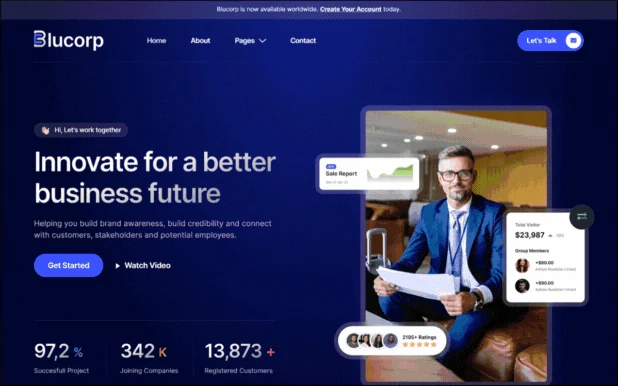 Blucorp is now available worldwide. Create Your Account today.
Blucorp
Home
About
Pages
Contact
Let's Talk
Hi, Let's work together
Innovate for a better
business future
Helping you build brand awareness, build credibility and connect
with customers, stakeholders and potential employees.
Get Started
Watch Video
97,2 %
Succesfull Project
342 K
Joining Companies
13,873 +
Registered Customers
Sale Report
Total Visitor
$23,987
Group Members
+$90.00
+$90.00
2195+ Ratings